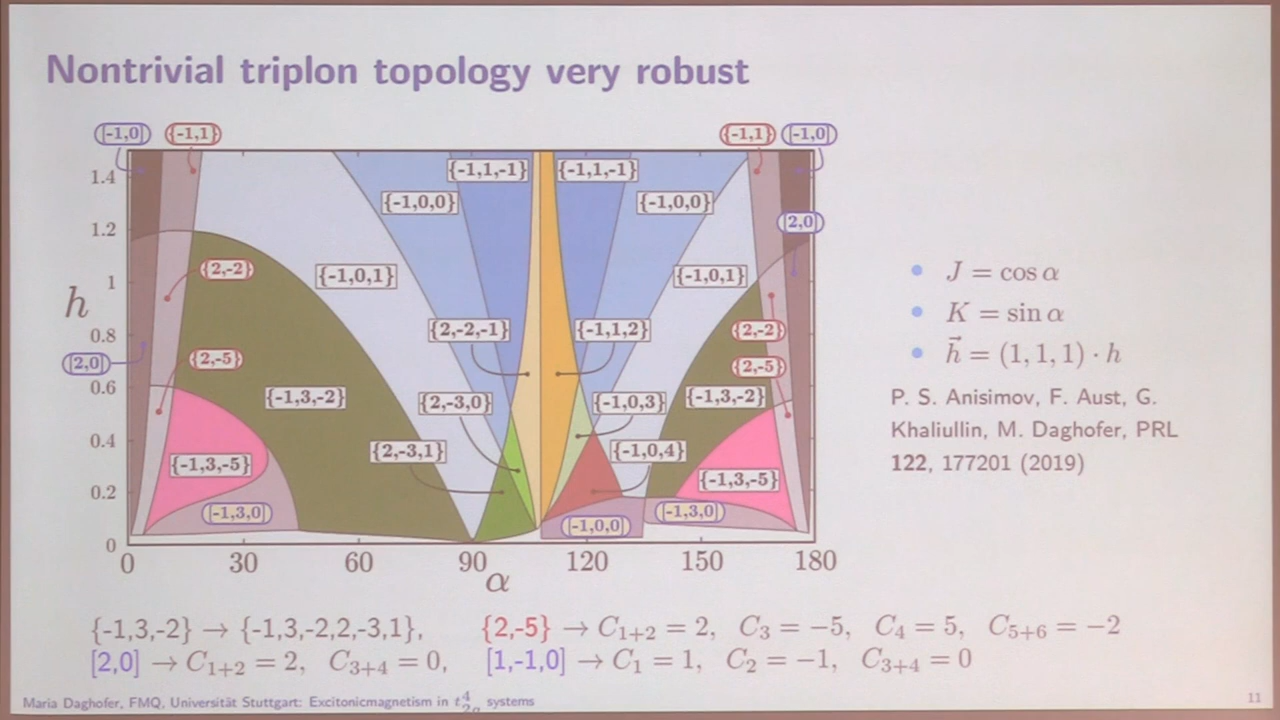 Nontrivial triplon topology very robust
[-1,0] {-1,1} {-1,1} [-1,0]
1.4 {-1,1,-1} {-1,1,-1}
{-1,0,0} {-1,0,0}
1.2 [2,0]
{2,-2} {-1,0,1} {-1,0,1}
1
h
0.8 {2,-2,-1} {-1,1,2} {2,-2}
[2,0] {2,-5} {2,-5}
0.6 {-1,3,-2} {2,-3,0} {-1,0,3} {-1,3,-2}
0.4 {2,-3,1} {-1,0,4}
{-1,3,-5} {-1,3,-5}
0.2 [-1,3,0] [-1,0,0] [-1,3,0]
0
0 30 60 90 120 150 180
α
J = cos α
K = sin α
h⃗ = (1, 1, 1) · h
P. S. Anisimov, F. Aust, G.
Khaliullin, M. Daghofer, PRL
122, 177201 (2019)
{-1,3,-2} → {-1,3,-2,2,-3,1}, {2,-5} → C₁₊₂ = 2, C₃ = −5, C₄ = 5, C₅₊₆ = −2
[2,0] → C₁₊₂ = 2, C₃₊₄ = 0, [1,-1,0] → C₁ = 1, C₂ = −1, C₃₊₄ = 0
Maria Daghofer, FMQ, Universität Stuttgart: Excitonicmagnetism in t⁴₂g systems 11